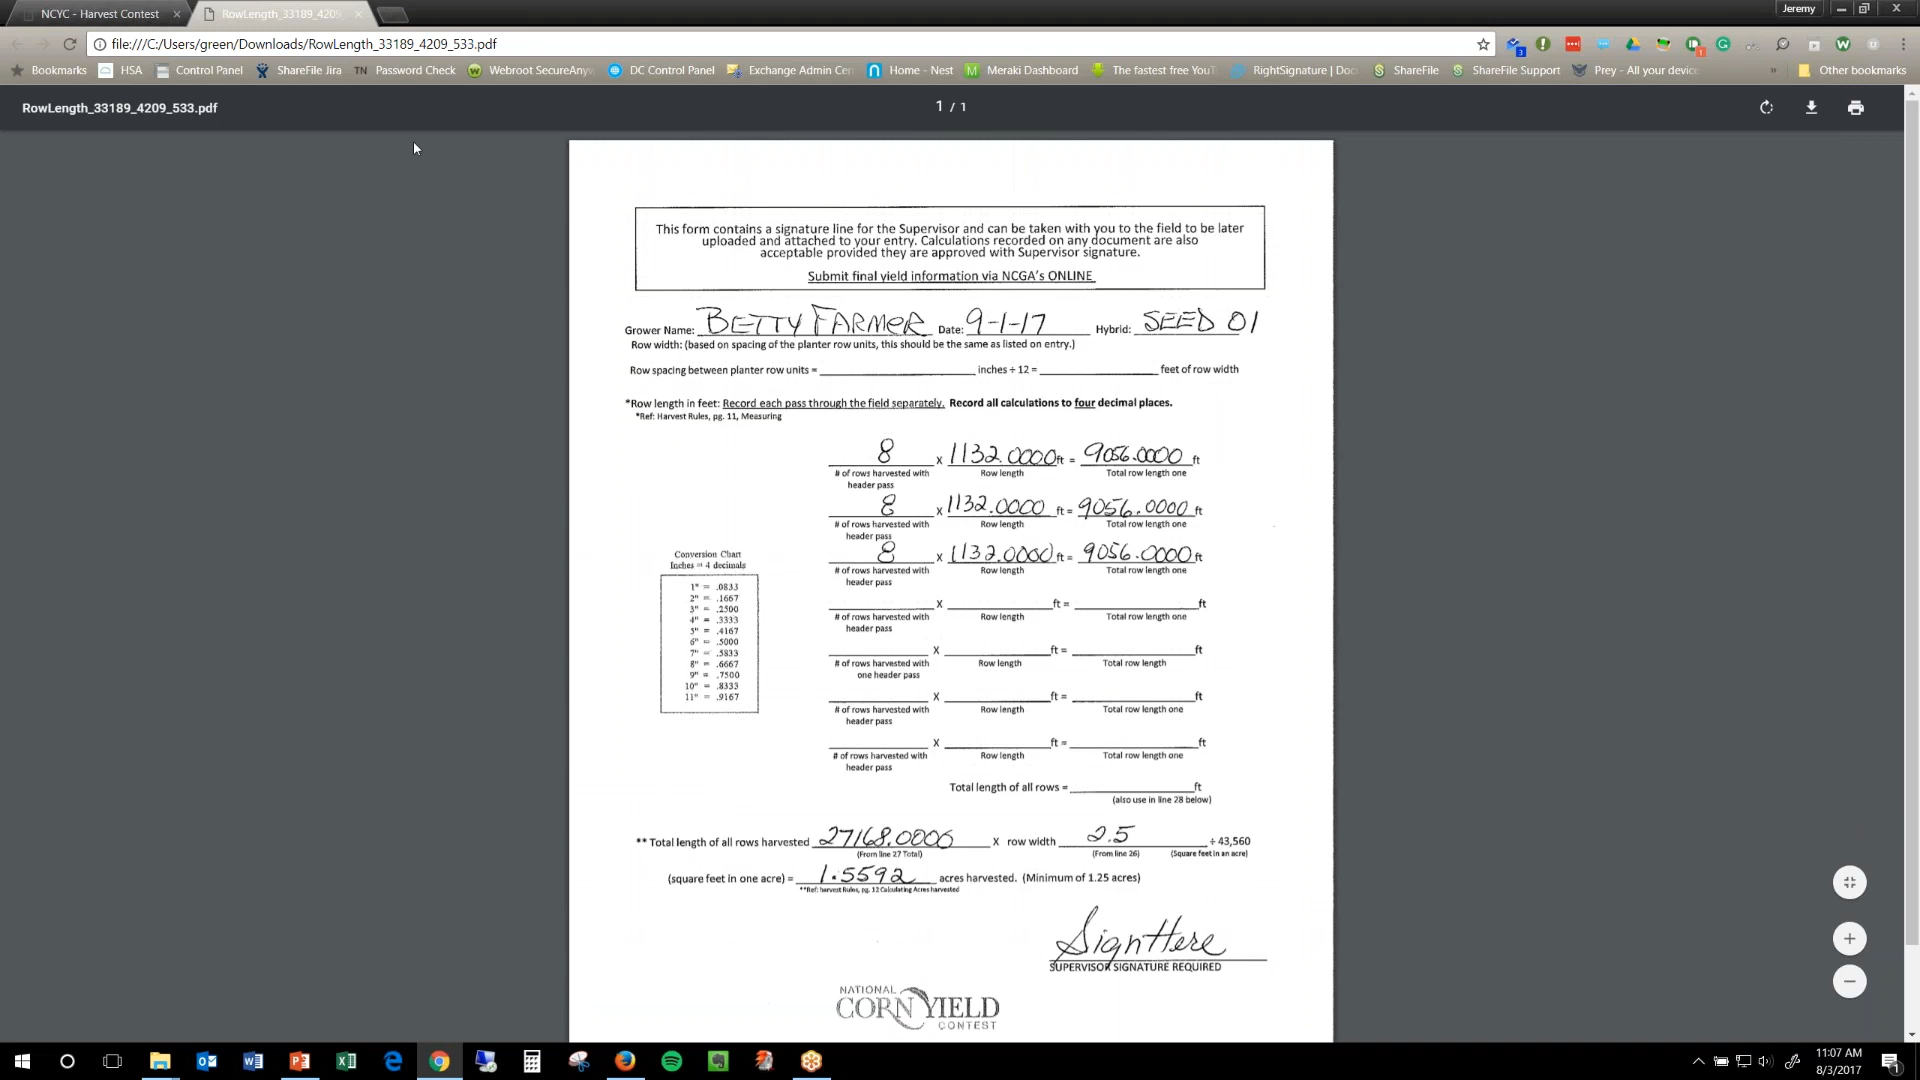 NCYC - Harvest Contest
RowLength_33189_4209
Jeremy
file:///C:/Users/green/Downloads/RowLength_33189_4209_533.pdf
Bookmarks HSA Control Panel ShareFile Jira TN Password Check Webroot SecureAnyw DC Control Panel Exchange Admin Cen Home - Nest Meraki Dashboard The fastest free YouT RightSignature | Doc ShareFile ShareFile Support Prey - All your device » Other bookmarks
RowLength_33189_4209_533.pdf 1 / 1
This form contains a signature line for the Supervisor and can be taken with you to the field to be later
uploaded and attached to your entry. Calculations recorded on any document are also
acceptable provided they are approved with Supervisor signature.
Submit final yield information via NCGA's ONLINE
Grower Name: BETTY FARMER Date: 9-1-17 Hybrid: SEED 01
Row width: (based on spacing of the planter row units, this should be the same as listed on entry.)
Row spacing between planter row units = inches ÷ 12 = feet of row width
*Row length in feet: Record each pass through the field separately. Record all calculations to four decimal places.
*Ref: Harvest Rules, pg. 11, Measuring
8 X 1132.0000 ft = 9056.0000 ft
# of rows harvested with Row length Total row length one
header pass
8 X 1132.0000 ft = 9056.0000 ft
# of rows harvested with Row length Total row length one
header pass
8 X 1132.0000 ft = 9056.0000 ft
# of rows harvested with Row length Total row length one
header pass
X ft = ft
# of rows harvested with Row length Total row length one
header pass
X ft = ft
# of rows harvested with Row length Total row length
one header pass
X ft = ft
# of rows harvested with Row length Total row length one
header pass
X ft = ft
# of rows harvested with Row length Total row length one
header pass
Conversion Chart
Inches = 4 decimals
1" = .0833
2" = .1667
3" = .2500
4" = .3333
5" = .4167
6" = .5000
7" = .5833
8" = .6667
9" = .7500
10" = .8333
11" = .9167
Total length of all rows = ft
(also use in line 28 below)
** Total length of all rows harvested 27168.0000 X row width 2.5 ÷ 43,560
(From line 27 Total) (From line 26) (Square feet in an acre)
(square feet in one acre) = 1.5592 acres harvested. (Minimum of 1.25 acres)
**Ref: harvest Rules, pg. 12 Calculating Acres harvested
Sign Here
SUPERVISOR SIGNATURE REQUIRED
NATIONAL
CORN YIELD
CONTEST
11:07 AM
8/3/2017